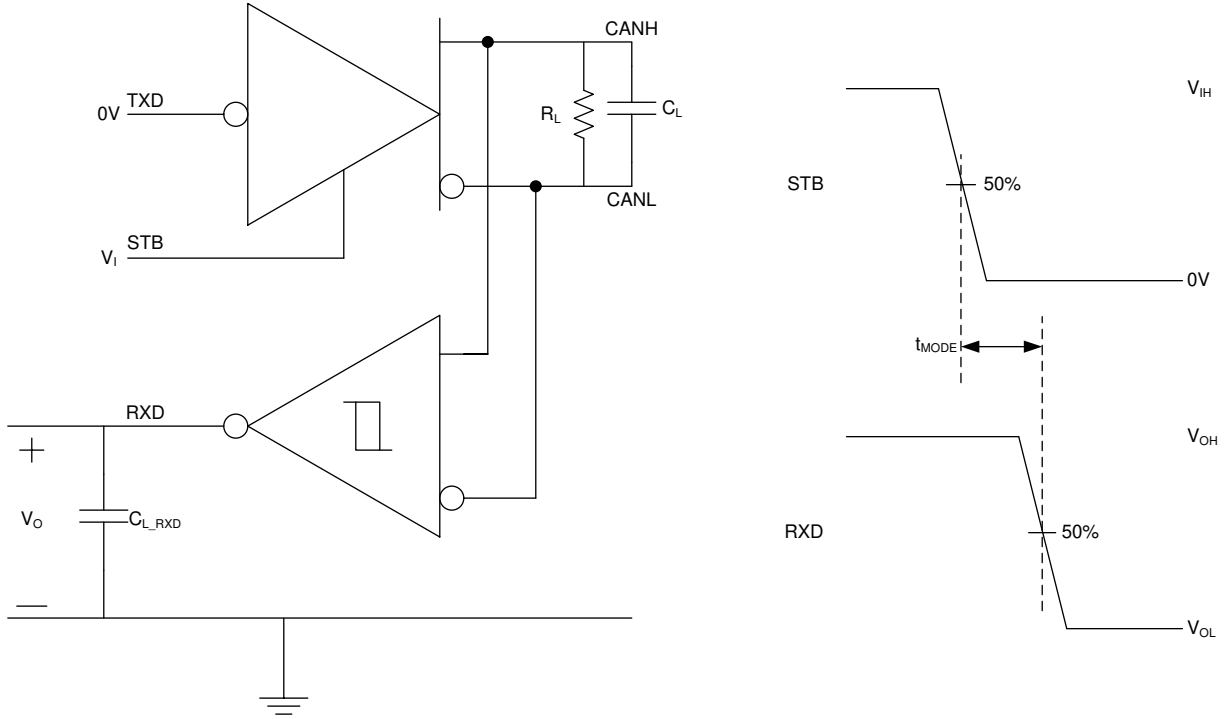 CANH
TXD
0V
R_L
C_L
CANL
STB
V_I
RXD
+
V_O
C_L_RXD
—
V_IH
STB
50%
0V
t_MODE
V_OH
RXD
50%
V_OL